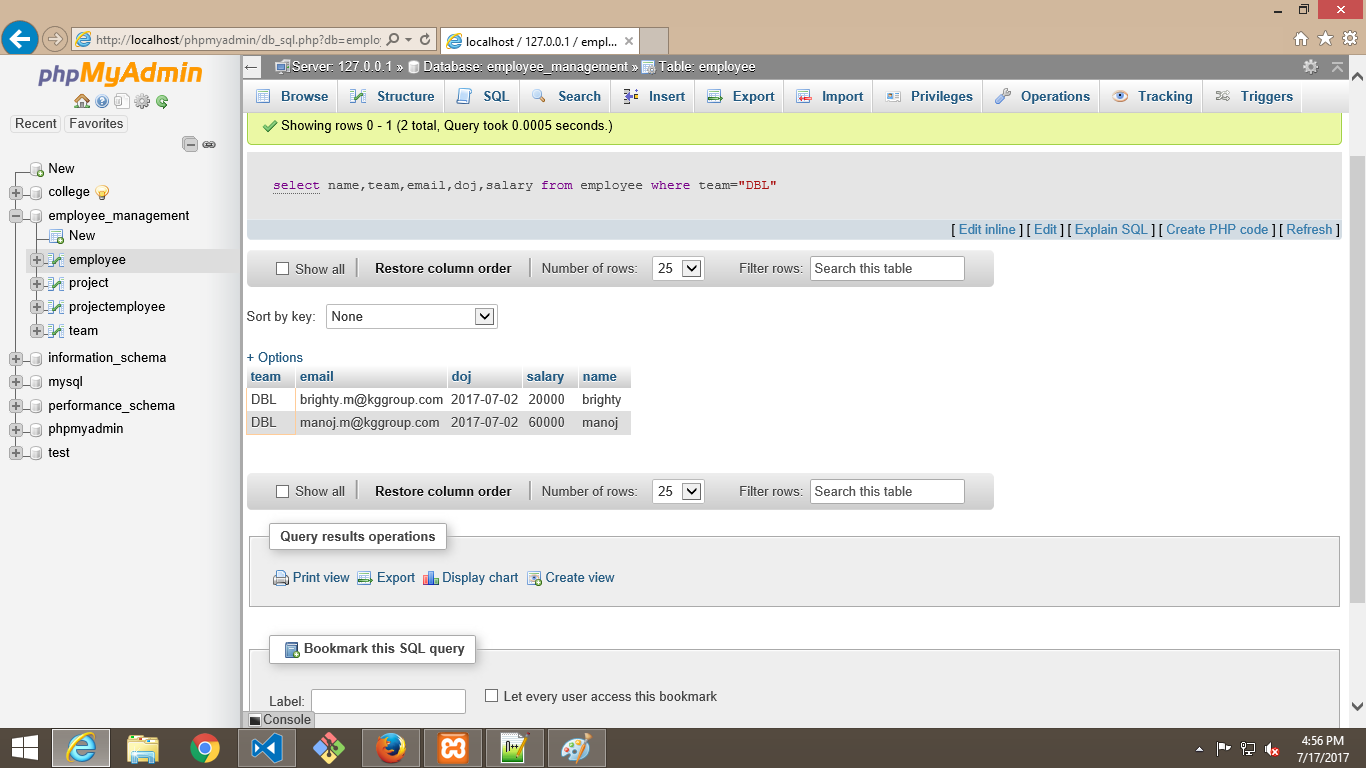 http://localhost/phpmyadmin/db_sql.php?db=emplo
localhost / 127.0.0.1 / empl...
phpMyAdmin
Recent Favorites
New
college
employee_management
New
employee
project
projectemployee
team
information_schema
mysql
performance_schema
phpmyadmin
test
Server: 127.0.0.1 » Database: employee_management » Table: employee
Browse Structure SQL Search Insert Export Import Privileges Operations Tracking Triggers
Showing rows 0 - 1 (2 total, Query took 0.0005 seconds.)
select name,team,email,doj,salary from employee where team="DBL"
[ Edit inline ] [ Edit ] [ Explain SQL ] [ Create PHP code ] [ Refresh ]
Show all Restore column order Number of rows: 25 Filter rows: Search this table
Sort by key: None
+ Options
team email doj salary name
DBL brighty.m@kggroup.com 2017-07-02 20000 brighty
DBL manoj.m@kggroup.com 2017-07-02 60000 manoj
Show all Restore column order Number of rows: 25 Filter rows: Search this table
Query results operations
Print view Export Display chart Create view
Bookmark this SQL query
Label: Let every user access this bookmark
Console
4:56 PM
7/17/2017